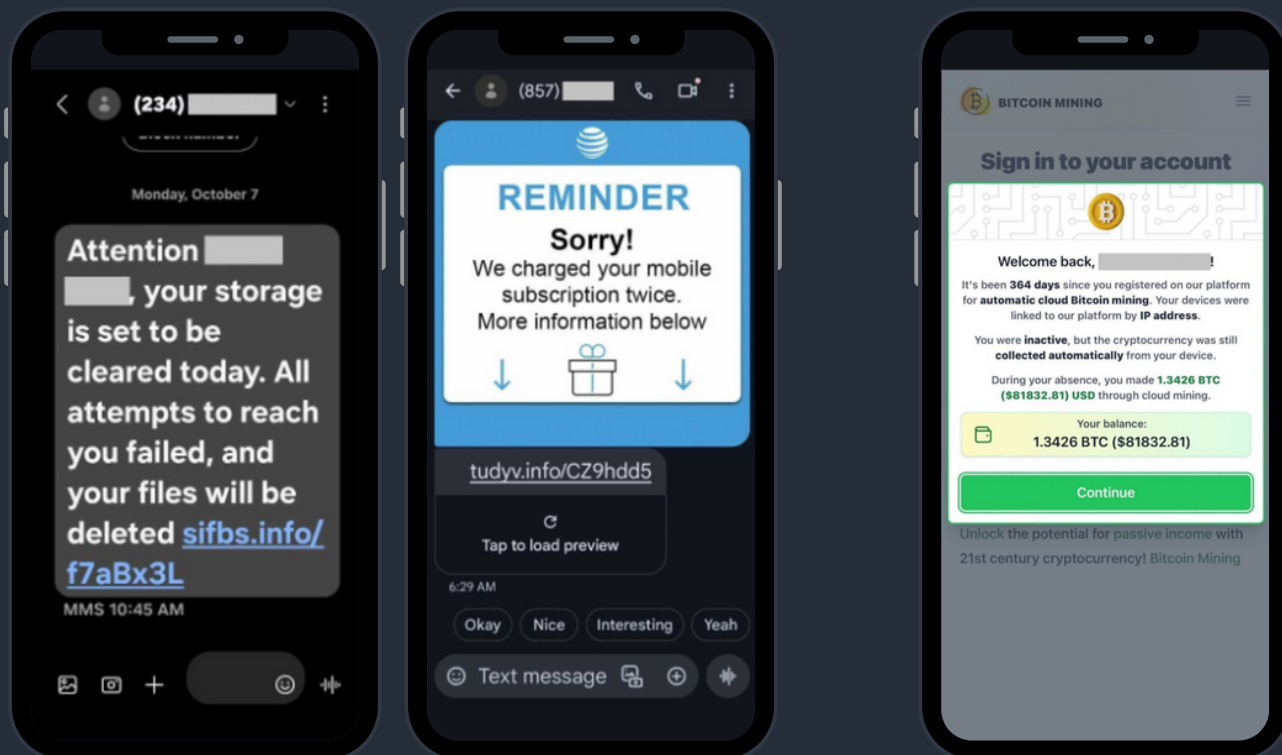 (234)
Monday, October 7
Attention
, your storage
is set to be
cleared today. All
attempts to reach
you failed, and
your files will be
deleted sifbs.info/
f7aBx3L
MMS 10:45 AM
(857)
REMINDER
Sorry!
We charged your mobile
subscription twice.
More information below
tudyv.info/CZ9hdd5
Tap to load preview
6:29 AM
Okay
Nice
Interesting
Yeah
Text message
BITCOIN MINING
Sign in to your account
Welcome back, !
It's been 364 days since you registered on our platform
for automatic cloud Bitcoin mining. Your devices were
linked to our platform by IP address.
You were inactive, but the cryptocurrency was still
collected automatically from your device.
During your absence, you made 1.3426 BTC
($81832.81) USD through cloud mining.
Your balance:
1.3426 BTC ($81832.81)
Continue
Unlock the potential for passive income with
21st century cryptocurrency! Bitcoin Mining